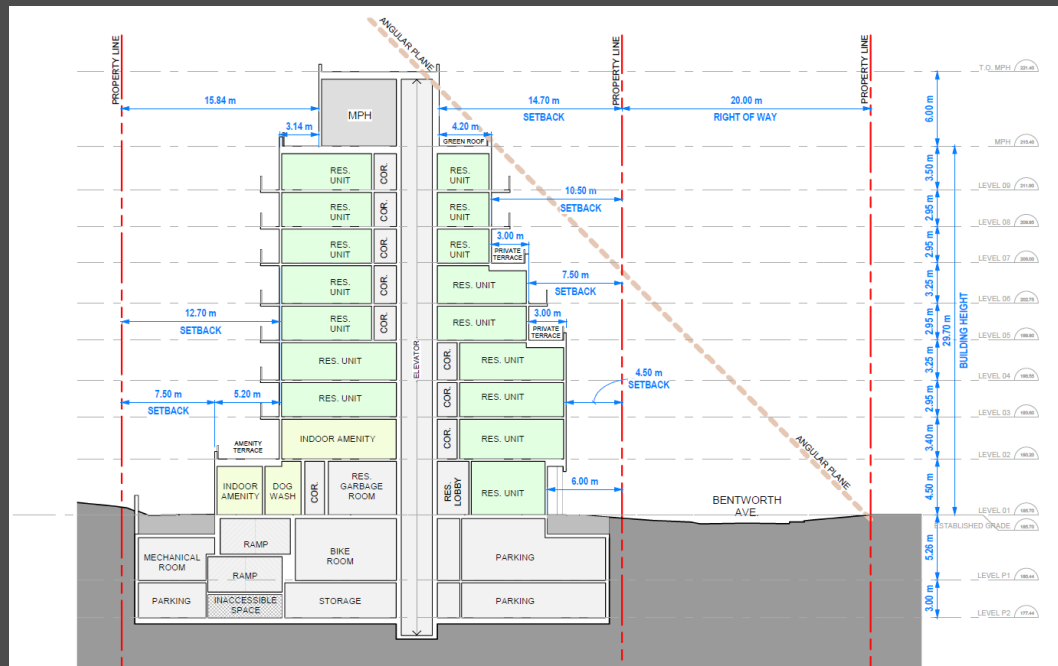 ANGULAR PLANE
PROPERTY LINE
PROPERTY LINE
PROPERTY LINE
T.O. MPH
15.84 m
14.70 m
SETBACK
20.00 m
RIGHT OF WAY
6.00 m
MPH
3.14 m
4.20 m
GREEN ROOF
MPH
RES.
UNIT
COR.
RES.
UNIT
3.50 m
LEVEL 09
10.50 m
SETBACK
RES.
UNIT
COR.
RES.
UNIT
2.95 m
LEVEL 08
3.00 m
PRIVATE
TERRACE
RES.
UNIT
COR.
RES.
UNIT
2.95 m
LEVEL 07
7.50 m
SETBACK
RES.
UNIT
COR.
RES. UNIT
3.25 m
LEVEL 06
12.70 m
SETBACK
3.00 m
PRIVATE
TERRACE
RES.
UNIT
COR.
RES. UNIT
2.95 m
29.70 m
BUILDING HEIGHT
LEVEL 05
ELEVATOR
RES. UNIT
COR.
RES. UNIT
4.50 m
SETBACK
3.25 m
LEVEL 04
7.50 m
SETBACK
5.20 m
RES. UNIT
COR.
RES. UNIT
2.95 m
LEVEL 03
AMENITY
TERRACE
INDOOR AMENITY
COR.
RES. UNIT
3.40 m
ANGULAR PLANE
LEVEL 02
INDOOR
AMENITY
DOG
WASH
COR.
RES.
GARBAGE
ROOM
RES.
LOBBY
RES. UNIT
6.00 m
4.50 m
BENTWORTH
AVE.
LEVEL 01
ESTABLISHED GRADE
MECHANICAL
ROOM
RAMP
BIKE
ROOM
PARKING
5.26 m
RAMP
LEVEL P1
PARKING
INACCESSIBLE
SPACE
STORAGE
PARKING
3.00 m
LEVEL P2
177.44